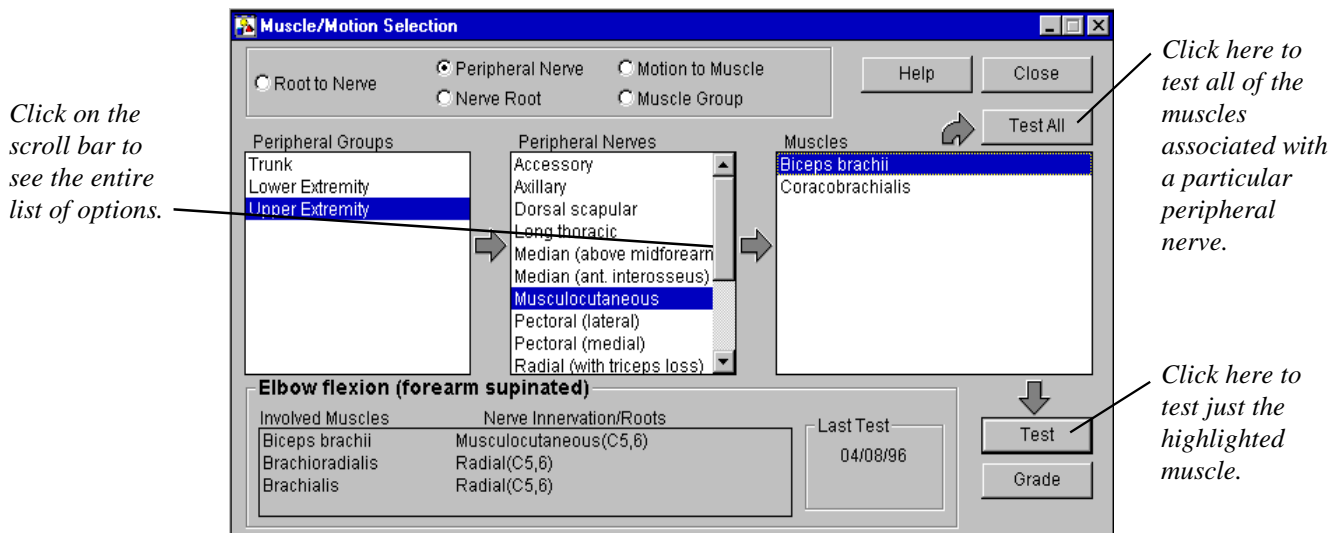 Muscle/Motion Selection
Root to Nerve
Peripheral Nerve
Motion to Muscle
Nerve Root
Muscle Group
Help
Close
Test All
Click here to
test all of the
muscles
associated with
a particular
peripheral
nerve.
Click on the
scroll bar to
see the entire
list of options.
Peripheral Groups
Trunk
Lower Extremity
Upper Extremity
Peripheral Nerves
Accessory
Axillary
Dorsal scapular
Long thoracic
Median (above midforearn
Median (ant. interosseus)
Musculocutaneous
Pectoral (lateral)
Pectoral (medial)
Radial (with triceps loss)
Muscles
Biceps brachii
Coracobrachialis
Elbow flexion (forearm supinated)
Involved Muscles Nerve Innervation/Roots
Biceps brachii Musculocutaneous(C5,6)
Brachioradialis Radial(C5,6)
Brachialis Radial(C5,6)
Last Test
04/08/96
Test
Grade
Click here to
test just the
highlighted
muscle.